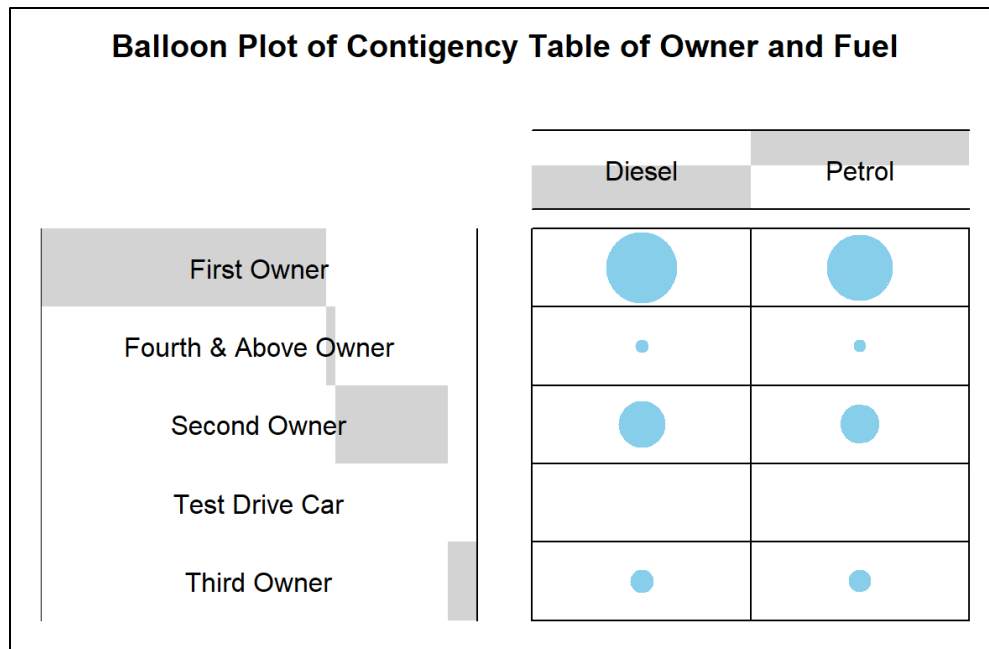 Balloon Plot of Contigency Table of Owner and Fuel
Diesel Petrol
First Owner
Fourth & Above Owner
Second Owner
Test Drive Car
Third Owner